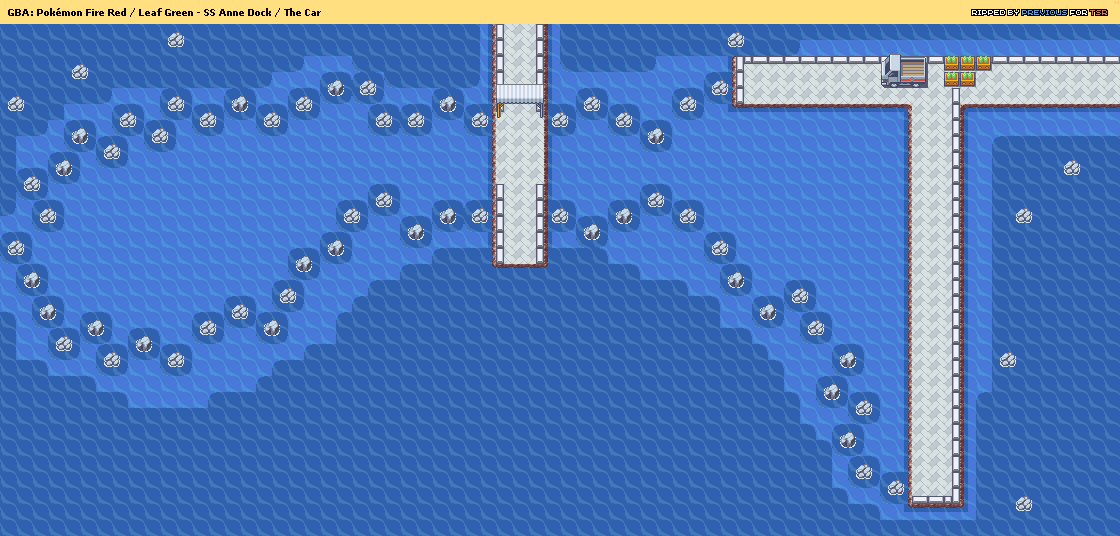 GBA: Pokémon Fire Red / Leaf Green - SS Anne Dock / The Car
RIPPED BY PREVIOUS FOR TSR